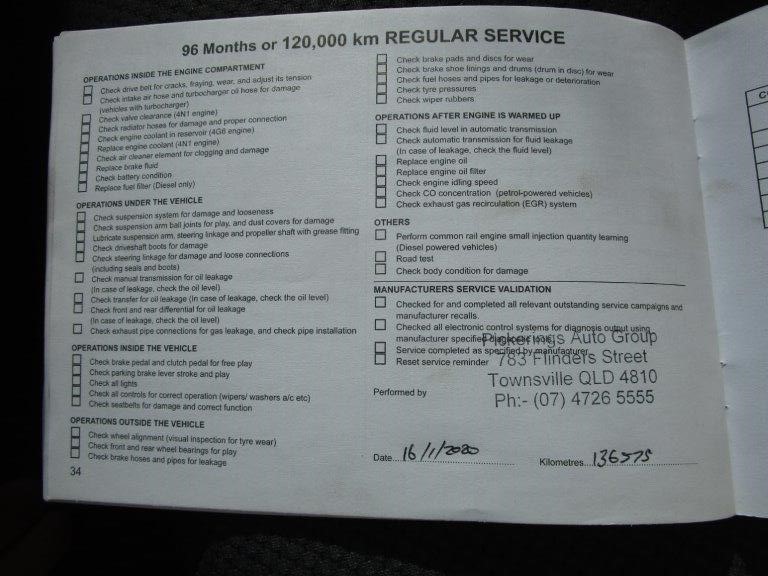 96 Months or 120,000 km REGULAR SERVICE
OPERATIONS INSIDE THE ENGINE COMPARTMENT
Check drive belt for cracks, fraying, wear, and adjust its tension
Check intake air hose and turbocharger oil hose for damage
(vehicles with turbocharger)
Check valve clearance (4N1 engine)
Check radiator hoses for damage and proper connection
Check engine coolant in reservoir (4G6 engine)
Replace engine coolant (4N1 engine)
Check air cleaner element for clogging and damage
Replace brake fluid
Check battery condition
Replace fuel filter (Diesel only)
OPERATIONS UNDER THE VEHICLE
Check suspension system for damage and looseness
Check suspension arm ball joints for play, and dust covers for damage
Lubricate suspension arm, steering linkage and propeller shaft with grease fitting
Check driveshaft boots for damage
Check steering linkage for damage and loose connections
(including seals and boots)
Check manual transmission for oil leakage
(In case of leakage, check the oil level)
Check transfer for oil leakage (In case of leakage, check the oil level)
Check front and rear differential for oil leakage
(In case of leakage, check the oil level)
Check exhaust pipe connections for gas leakage, and check pipe installation
OPERATIONS INSIDE THE VEHICLE
Check brake pedal and clutch pedal for free play
Check parking brake lever stroke and play
Check all lights
Check all controls for correct operation (wipers/ washers a/c etc)
Check seatbelts for damage and correct function
OPERATIONS OUTSIDE THE VEHICLE
Check wheel alignment (visual inspection for tyre wear)
Check front and rear wheel bearings for play
Check brake hoses and pipes for leakage
34
Check brake pads and discs for wear
Check brake shoe linings and drums (drum in disc) for wear
Check fuel hoses and pipes for leakage or deterioration
Check tyre pressures
Check wiper rubbers
OPERATIONS AFTER ENGINE IS WARMED UP
Check fluid level in automatic transmission
Check automatic transmission for fluid leakage
(In case of leakage, check the fluid level)
Replace engine oil
Replace engine oil filter
Check engine idling speed
Check CO concentration (petrol-powered vehicles)
Check exhaust gas recirculation (EGR) system
OTHERS
Perform common rail engine small injection quantity learning
(Diesel powered vehicles)
Road test
Check body condition for damage
MANUFACTURERS SERVICE VALIDATION
Checked for and completed all relevant outstanding service campaigns and
manufacturer recalls.
Checked all electronic control systems for diagnosis output using
manufacturer specified diagnostic tool.
Service completed as specified by manufacturer
Reset service reminder
Pickerings Auto Group
783 Flinders Street
Townsville QLD 4810
Ph:- (07) 4726 5555
Performed by
Date....16/1/2020
Kilometres....136575